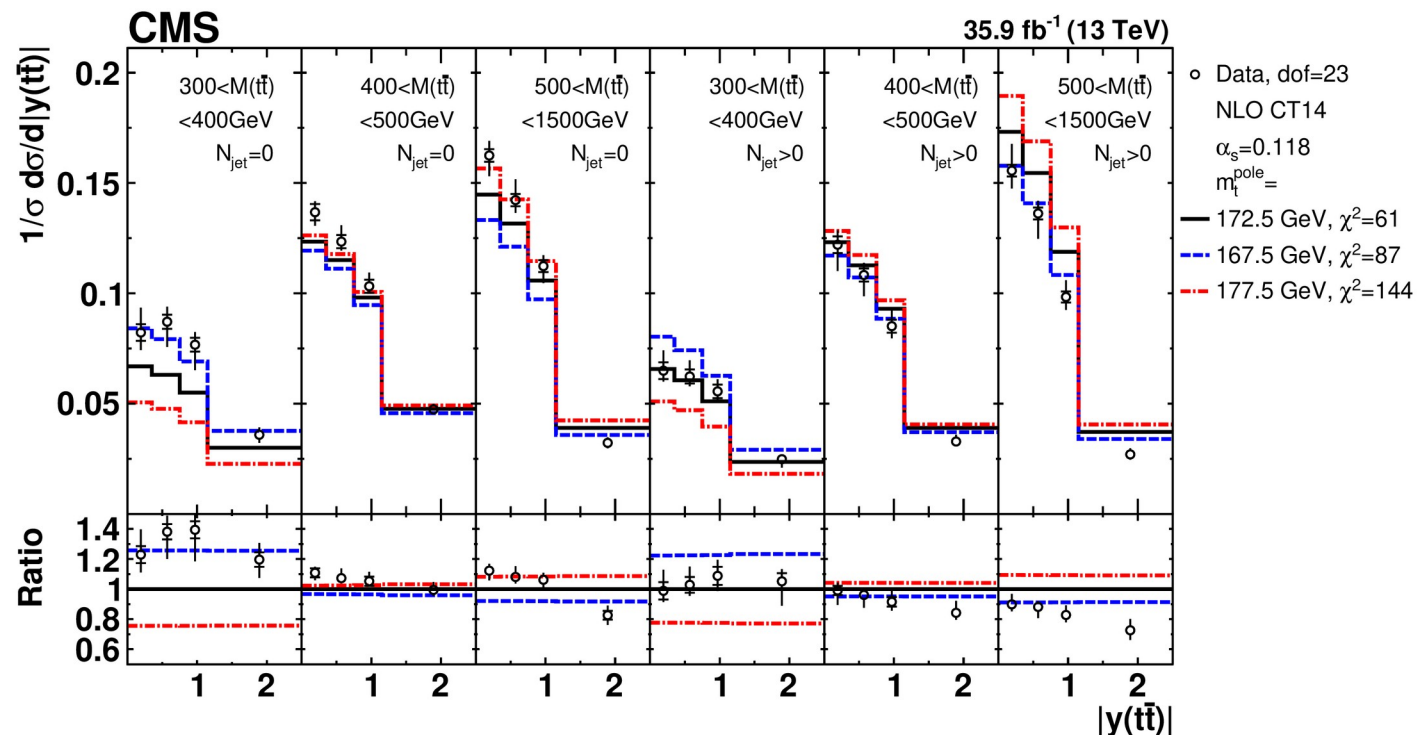 CMS
35.9 fb⁻¹ (13 TeV)
1/σ dσ/d|y(tt̄)|
0.2
0.15
0.1
0.05
300<M(tt̄)
<400GeV
N_jet=0
400<M(tt̄)
<500GeV
N_jet=0
500<M(tt̄)
<1500GeV
N_jet=0
300<M(tt̄)
<400GeV
N_jet>0
400<M(tt̄)
<500GeV
N_jet>0
500<M(tt̄)
<1500GeV
N_jet>0
Data, dof=23
NLO CT14
α_s=0.118
m_t^pole=
172.5 GeV, χ²=61
167.5 GeV, χ²=87
177.5 GeV, χ²=144
Ratio
1.4
1.2
1
0.8
0.6
1 2 1 2 1 2 1 2 1 2 1 2
|y(tt̄)|